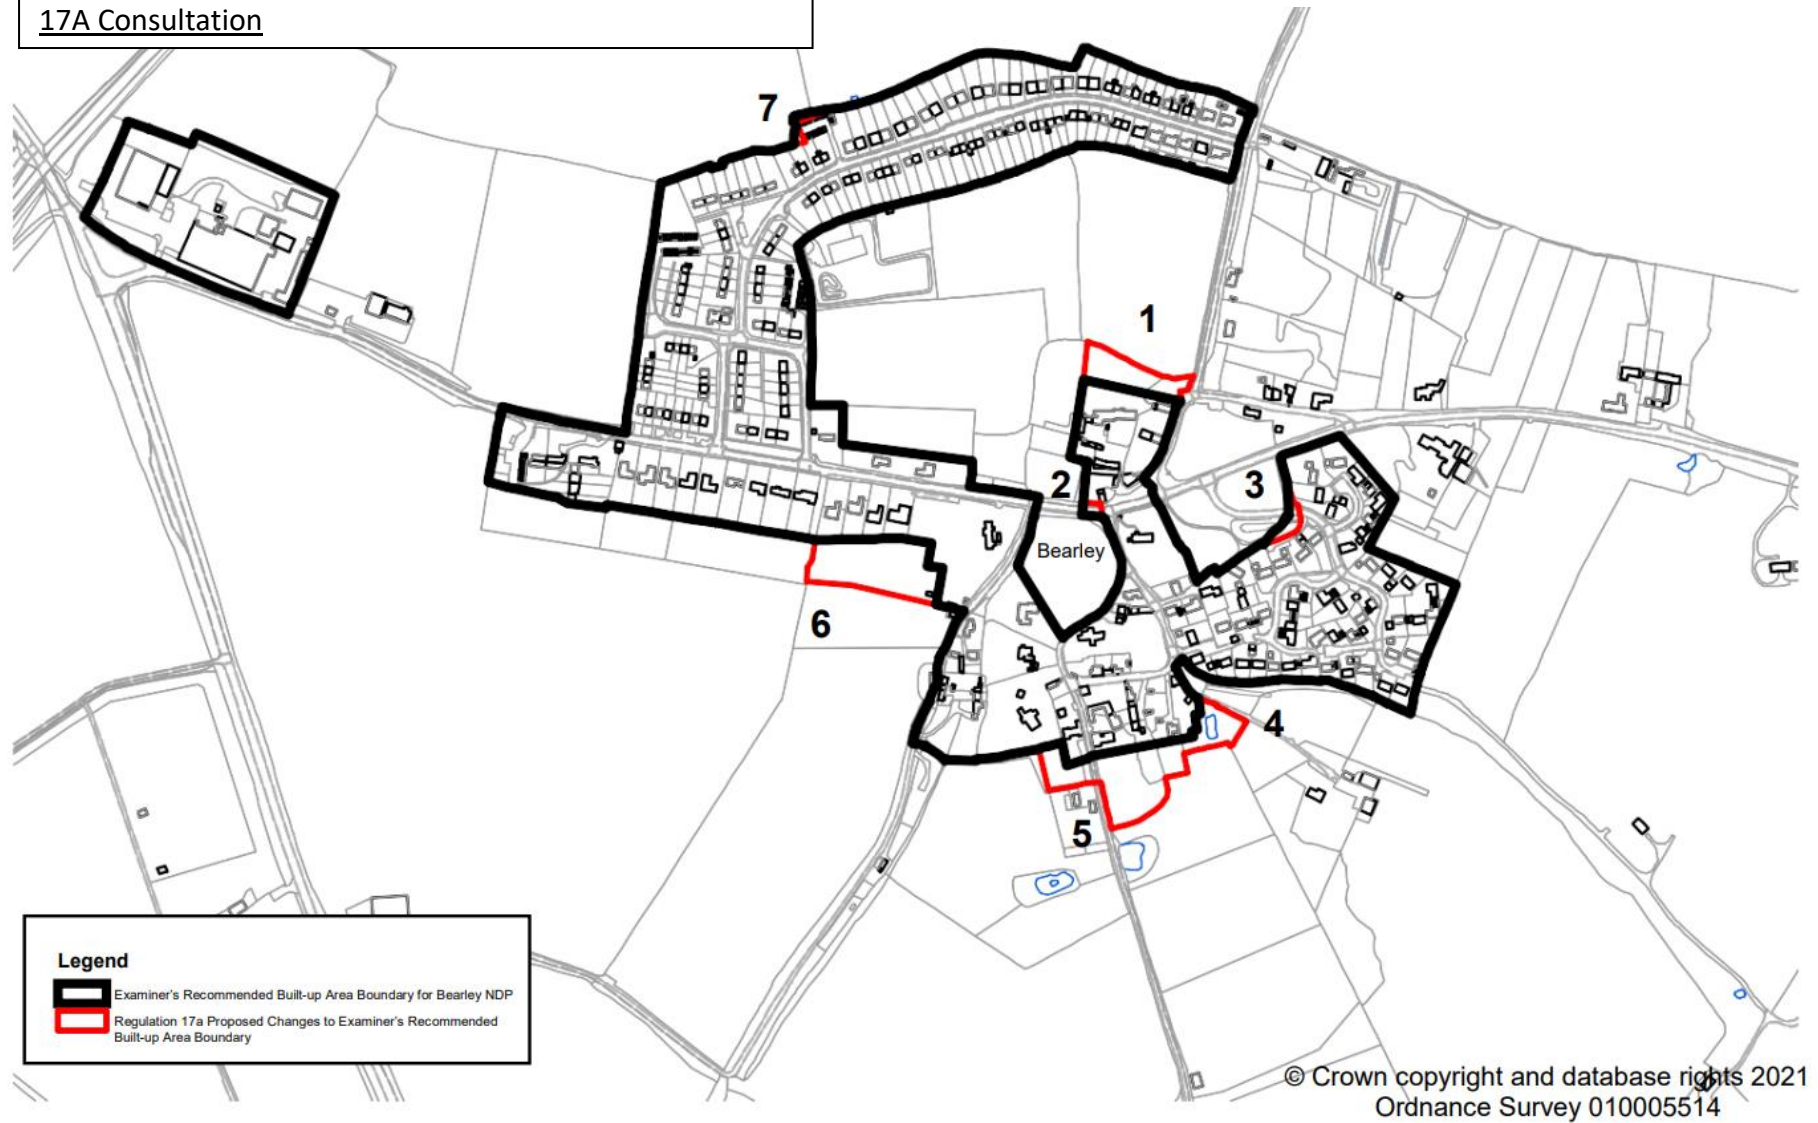 17A Consultation
7
1
2
3
Bearley
6
4
5
Legend
Examiner's Recommended Built-up Area Boundary for Bearley NDP
Regulation 17a Proposed Changes to Examiner's Recommended
Built-up Area Boundary
© Crown copyright and database rights 2021
Ordnance Survey 010005514